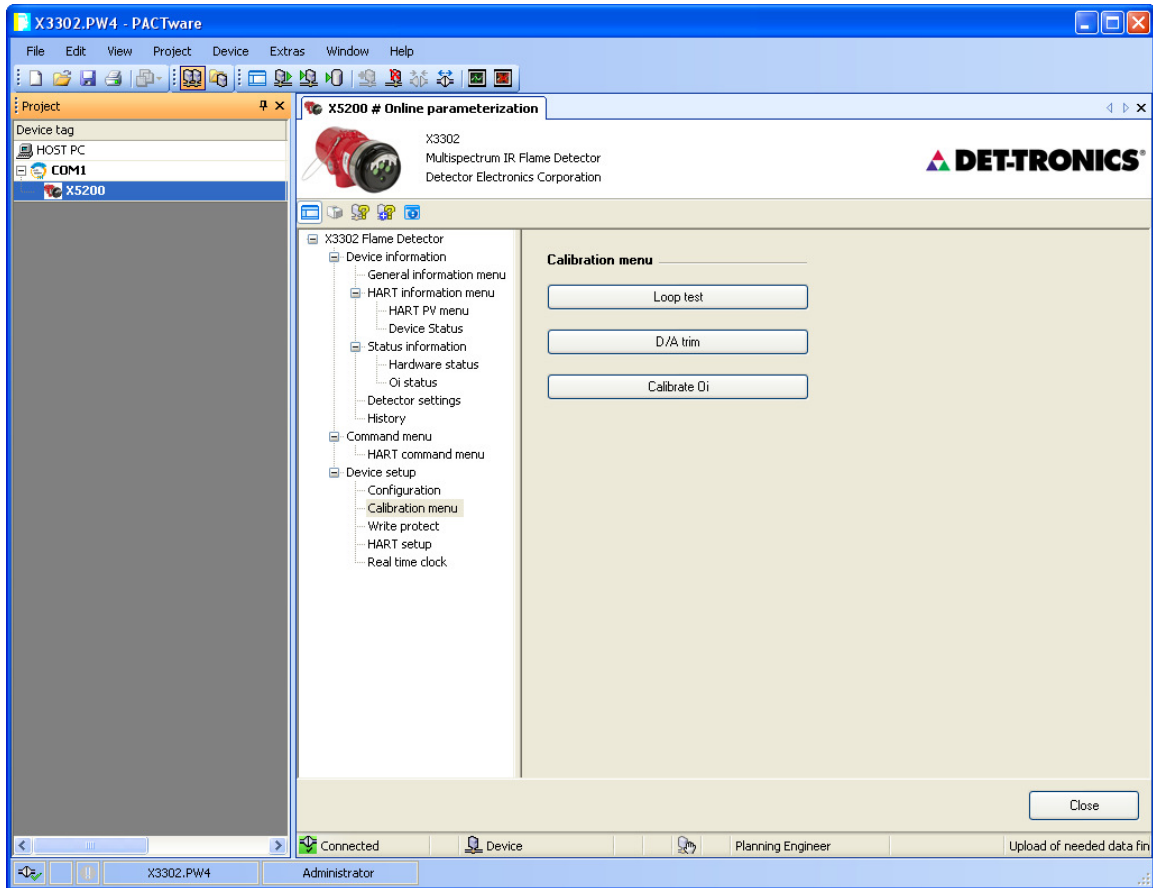 X3302.PW4 - PACTware
File Edit View Project Device Extras Window Help
Project
X5200 # Online parameterization
Device tag
HOST PC
COM1
X5200
X3302
Multispectrum IR Flame Detector
Detector Electronics Corporation
DET-TRONICS®
X3302 Flame Detector
Device information
General information menu
HART information menu
HART PV menu
Device Status
Status information
Hardware status
Oi status
Detector settings
History
Command menu
HART command menu
Device setup
Configuration
Calibration menu
Write protect
HART setup
Real time clock
Calibration menu
Loop test
D/A trim
Calibrate Oi
Close
Connected Device Planning Engineer Upload of needed data fin
X3302.PW4 Administrator